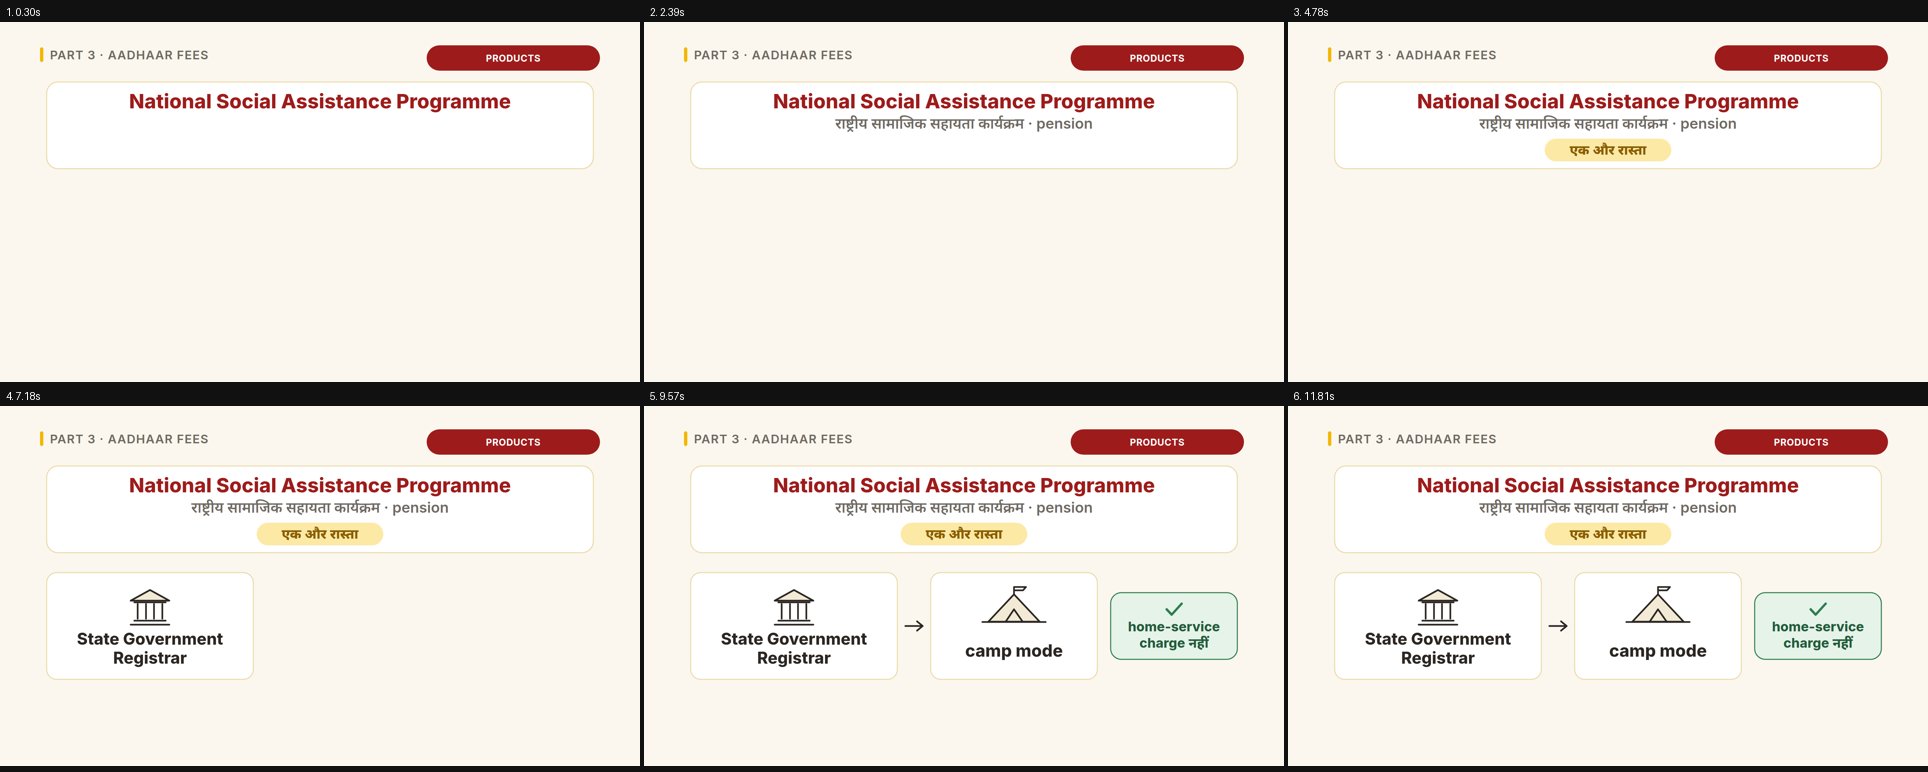 1. 0.30s
PART 3 · AADHAAR FEES
PRODUCTS
National Social Assistance Programme
2. 2.39s
PART 3 · AADHAAR FEES
PRODUCTS
National Social Assistance Programme
राष्ट्रीय सामाजिक सहायता कार्यक्रम · pension
3. 4.78s
PART 3 · AADHAAR FEES
PRODUCTS
National Social Assistance Programme
राष्ट्रीय सामाजिक सहायता कार्यक्रम · pension
एक और रास्ता
4. 7.18s
PART 3 · AADHAAR FEES
PRODUCTS
National Social Assistance Programme
राष्ट्रीय सामाजिक सहायता कार्यक्रम · pension
एक और रास्ता
State Government
Registrar
5. 9.57s
PART 3 · AADHAAR FEES
PRODUCTS
National Social Assistance Programme
राष्ट्रीय सामाजिक सहायता कार्यक्रम · pension
एक और रास्ता
State Government
Registrar
→
camp mode
home-service
charge नहीं
6. 11.81s
PART 3 · AADHAAR FEES
PRODUCTS
National Social Assistance Programme
राष्ट्रीय सामाजिक सहायता कार्यक्रम · pension
एक और रास्ता
State Government
Registrar
→
camp mode
home-service
charge नहीं